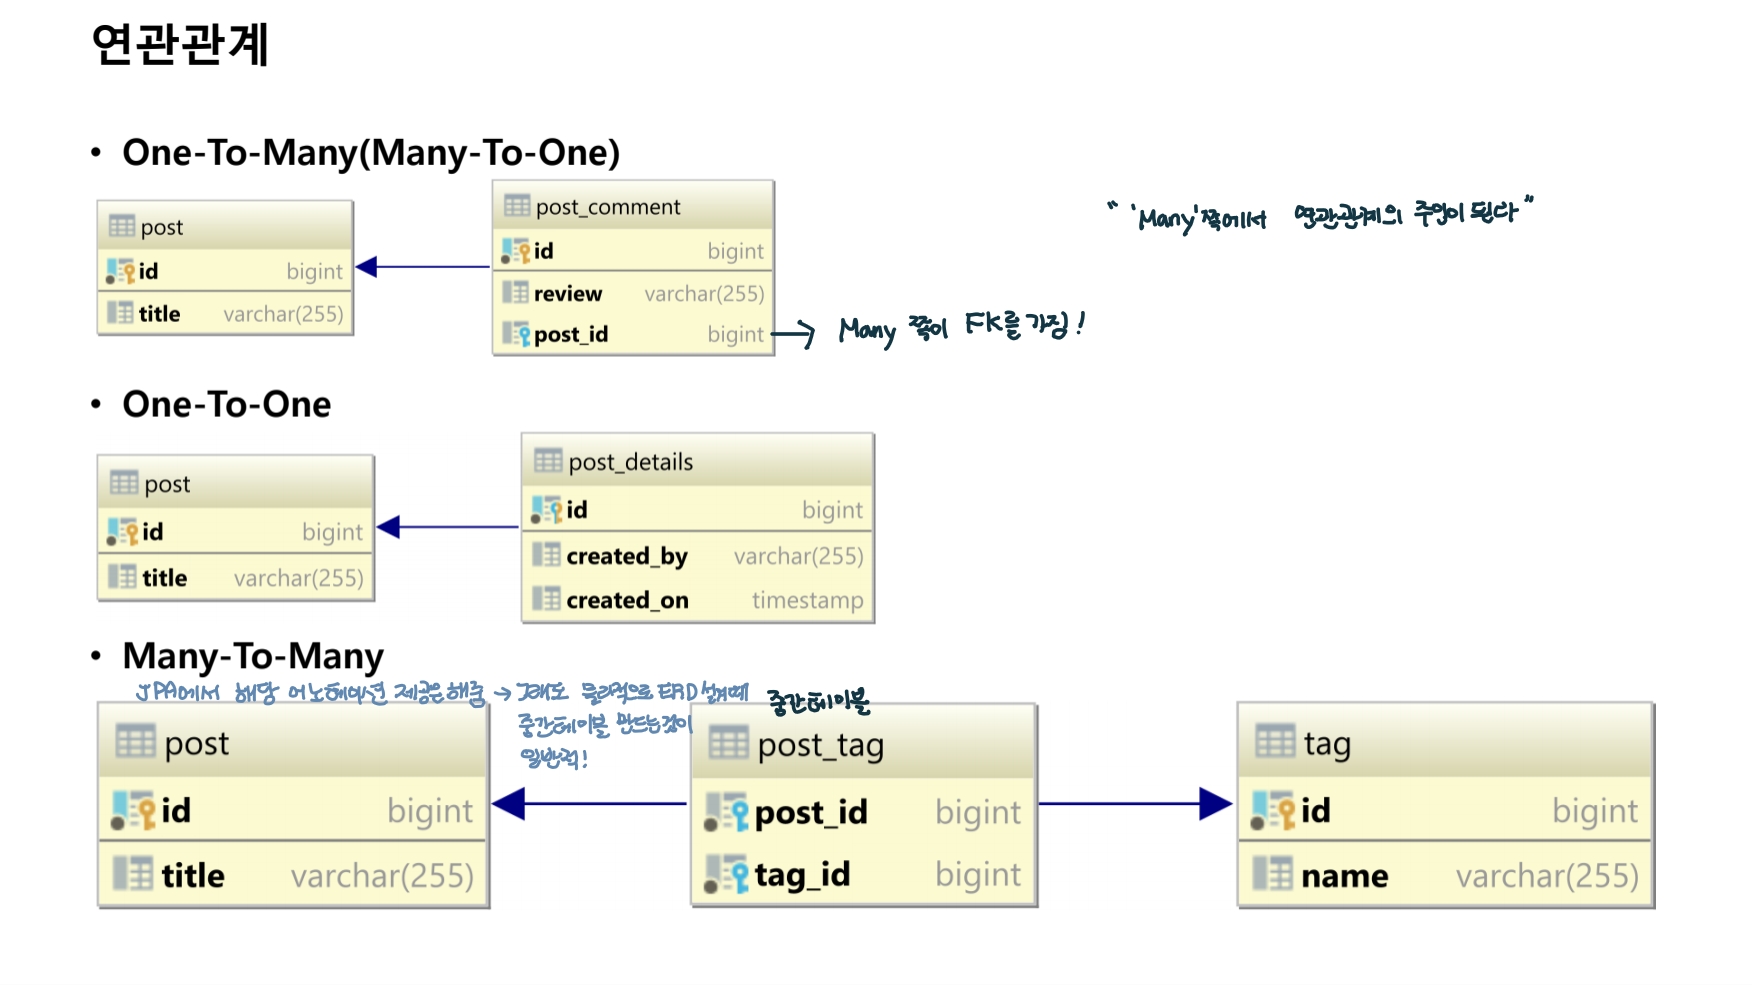 연관관계
• One-To-Many(Many-To-One)
post
id bigint
title varchar(255)
post_comment
id bigint
review varchar(255)
post_id bigint
→ Many 쪽이 FK를 가짐!
" 'Many'쪽에서 연관관계의 주인이 된다"
• One-To-One
post
id bigint
title varchar(255)
post_details
id bigint
created_by varchar(255)
created_on timestamp
• Many-To-Many
JPA에서 해당 어노테이션 제공은해줌 → 그래도 물리적으로 ERD 설계때
중간테이블 만드는것이
일반적!
중간테이블
post
id bigint
title varchar(255)
post_tag
post_id bigint
tag_id bigint
tag
id bigint
name varchar(255)